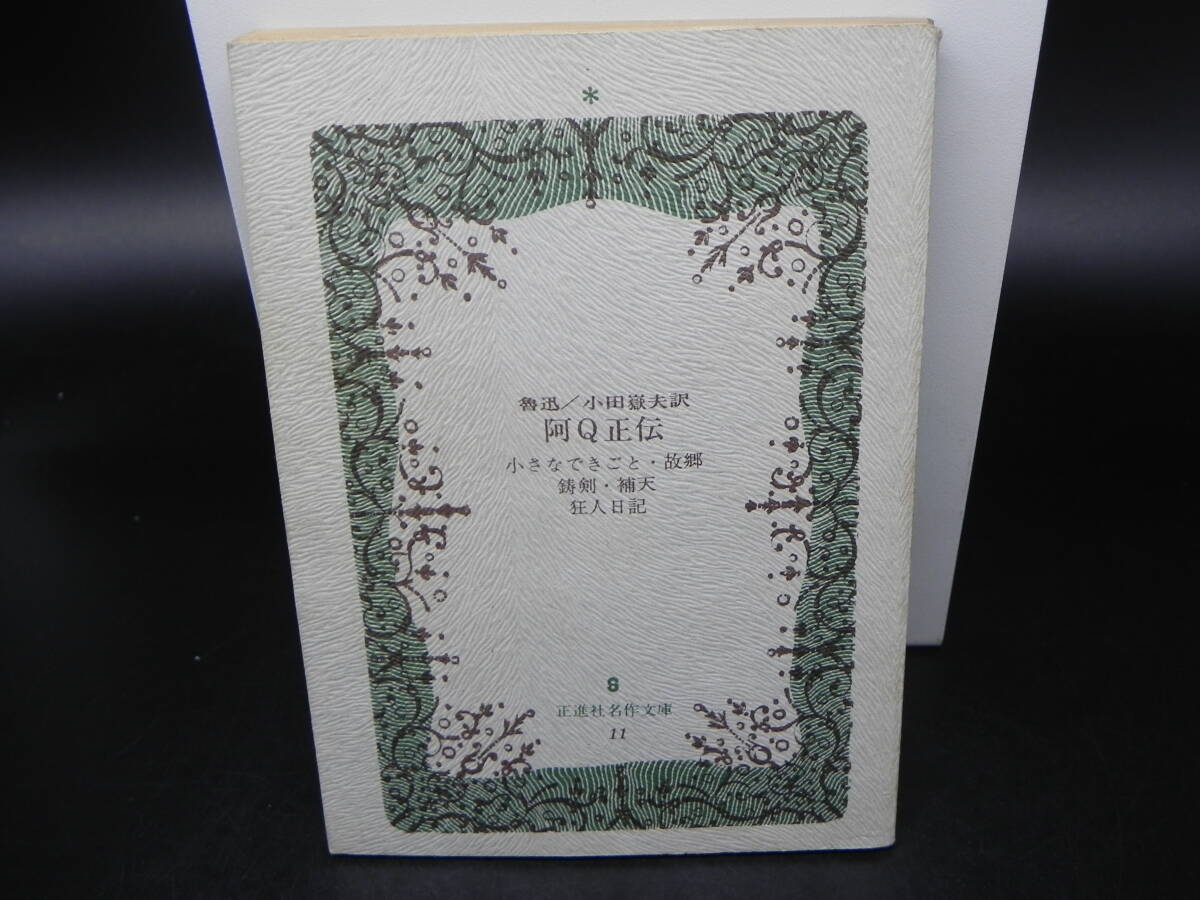 *
魯迅／小田嶽夫訳
阿Q正伝
小さなできごと・故郷
鋳剣・補天
狂人日記
S
正進社名作文庫
11